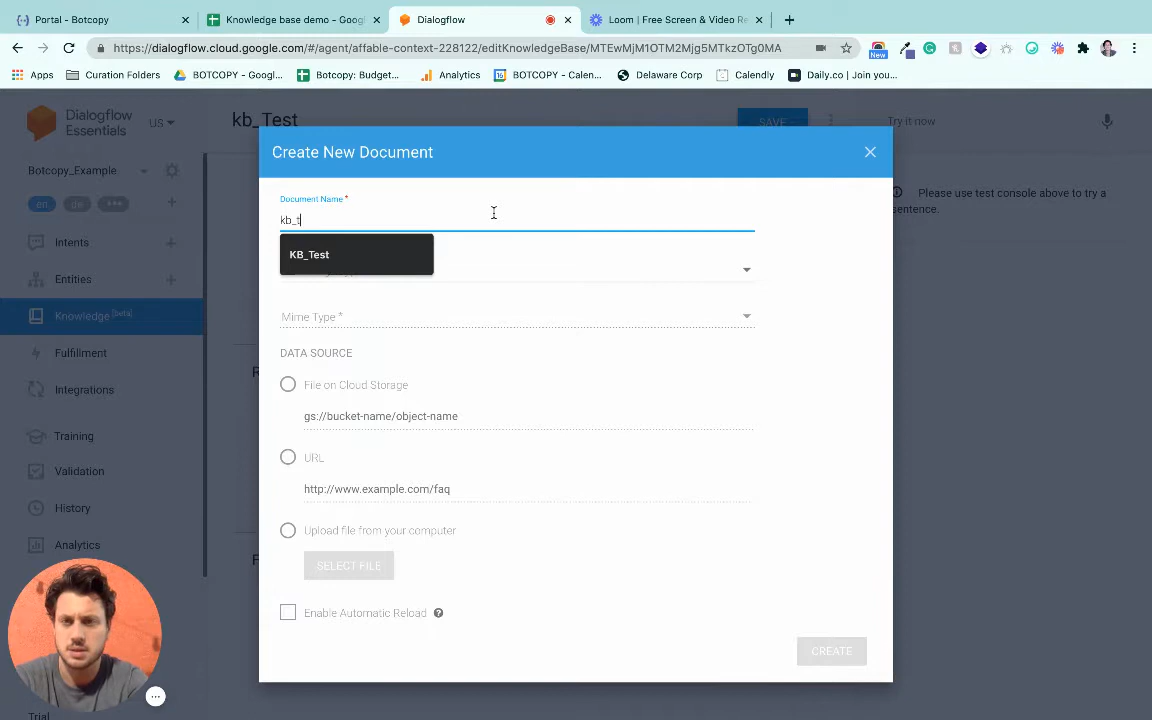 Portal - Botcopy
Knowledge base demo - Goog
Dialogflow
Loom | Free Screen & Video Re
https://dialogflow.cloud.google.com/#/agent/affable-context-228122/editKnowledgeBase/MTEwMjM1OTM2Mjg5MTkzOTg0MA
New
Apps
Curation Folders
BOTCOPY - Googl...
Botcopy: Budget...
Analytics
16
BOTCOPY - Calen...
Delaware Corp
Calendly
Daily.co | Join you...
Dialogflow
Essentials
US
kb_Test
SAVE
Try it now
Create New Document
Botcopy_Example
en
de
Please use test console above to try a
sentence.
Document Name *
kb_t
KB_Test
Intents
Entities
Knowledge [beta]
Mime Type *
Fulfillment
DATA SOURCE
File on Cloud Storage
Integrations
gs://bucket-name/object-name
Training
URL
Validation
http://www.example.com/faq
History
Upload file from your computer
Analytics
SELECT FILE
Enable Automatic Reload
CREATE
Trial